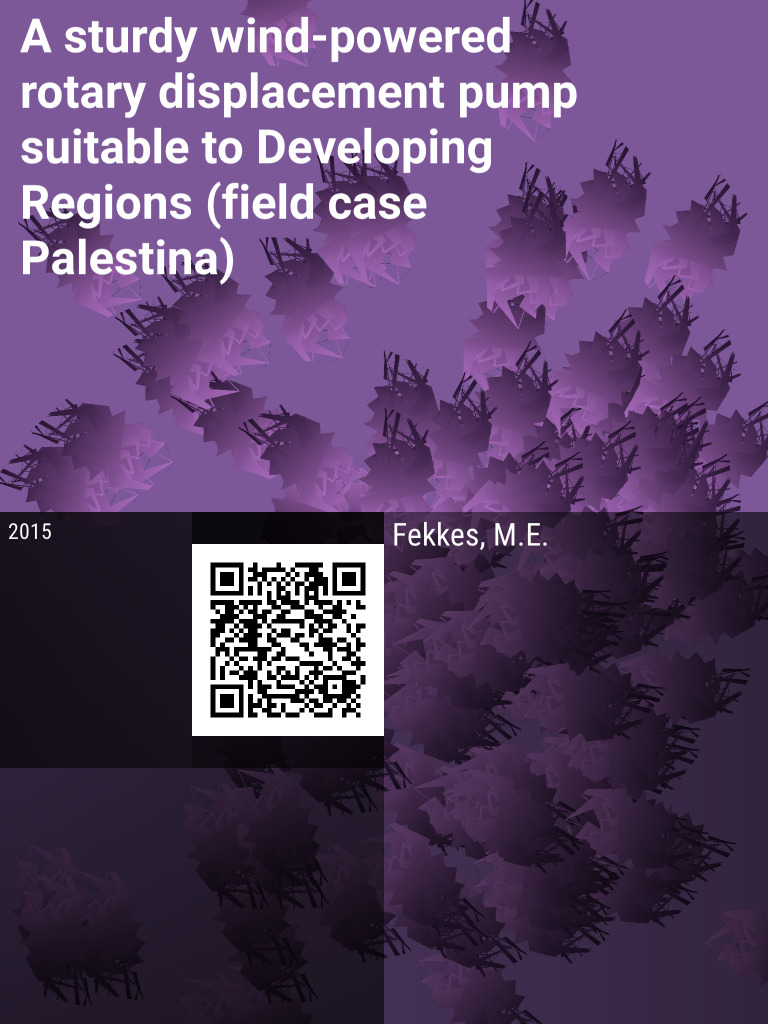 A sturdy wind-powered
rotary displacement pump
suitable to Developing
Regions (field case
Palestina)
2015
Fekkes, M.E.